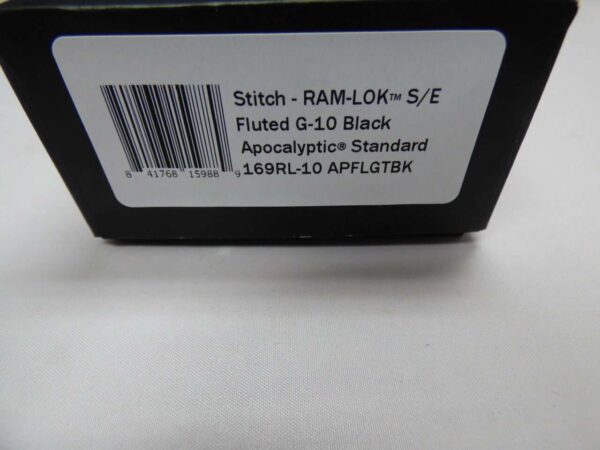 Stitch - RAM-LOK™ S/E
Fluted G-10 Black
Apocalyptic® Standard
169RL-10 APFLGTBK
8 41768 15988 9